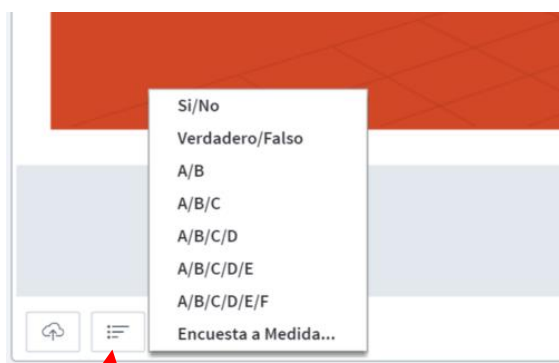 Si/No
Verdadero/Falso
A/B
A/B/C
A/B/C/D
A/B/C/D/E
A/B/C/D/E/F
Encuesta a Medida...